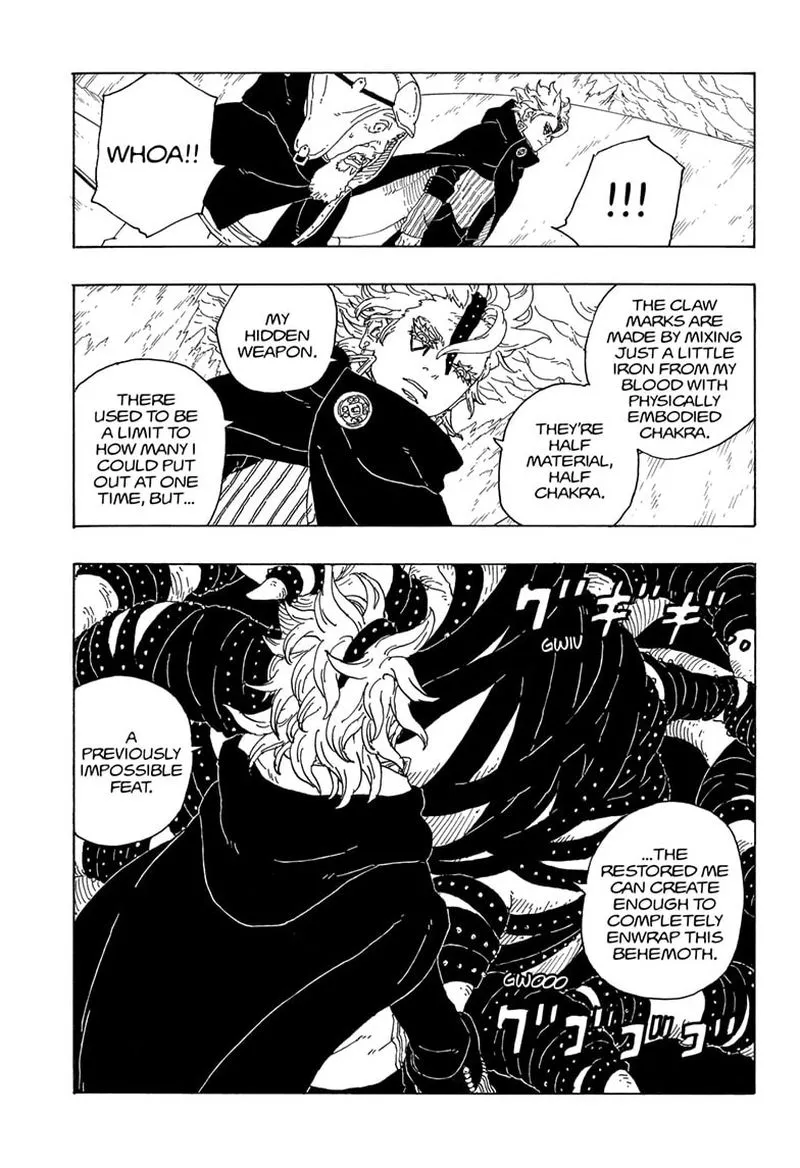 !!!
WHOA!!
THE CLAW
MARKS ARE
MADE BY MIXING
JUST A LITTLE
IRON FROM MY
BLOOD WITH
PHYSICALLY
EMBODIED
CHAKRA.
THEY'RE
HALF
MATERIAL,
HALF
CHAKRA.
MY
HIDDEN
WEAPON.
THERE
USED TO BE
A LIMIT TO
HOW MANY I
COULD PUT
OUT AT ONE
TIME, BUT...
グギギ
GWIU
...THE
RESTORED ME
CAN CREATE
ENOUGH TO
COMPLETELY
ENWRAP THIS
BEHEMOTH.
A
PREVIOUSLY
IMPOSSIBLE
FEAT.
GWOOO
グゴゴゴ